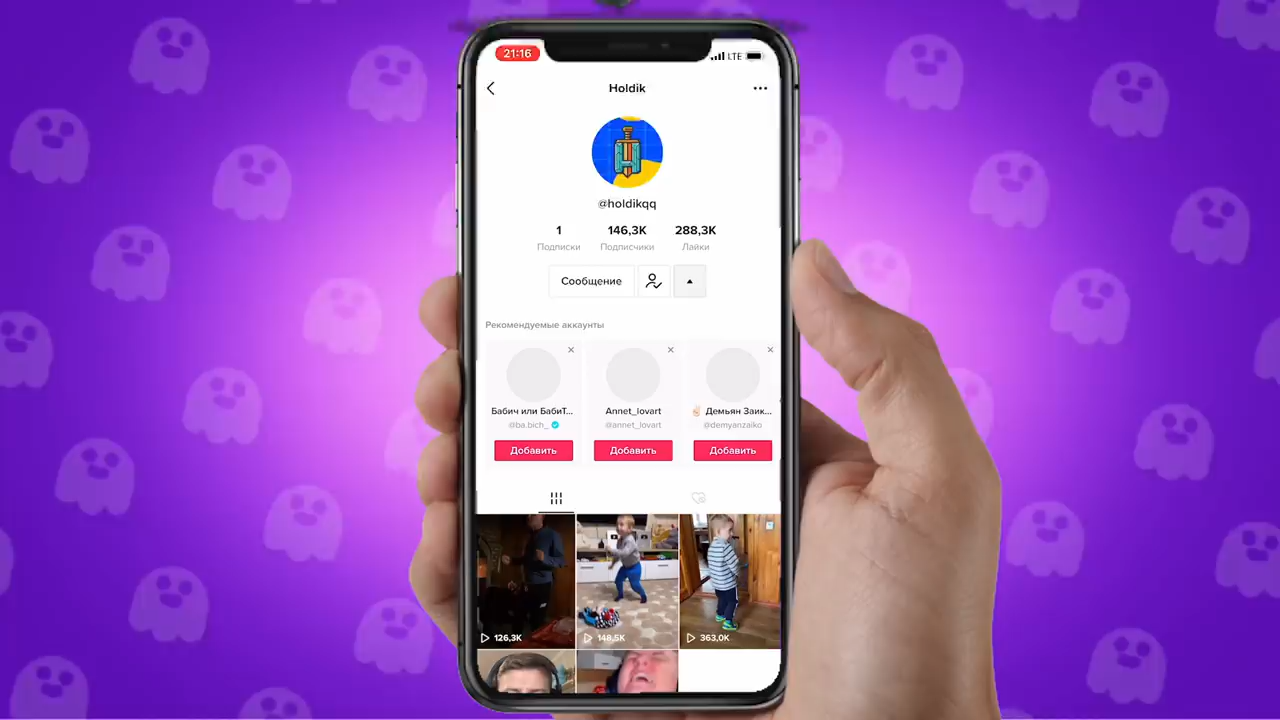 21:16
LTE
Holdik
@holdikqq
1 146,3K 288,3K
Подписки Подписчики Лайки
Сообщение
Рекомендуемые аккаунты
Бабич или БабиТ... Annet_lovart ✌🏻 Демьян Заик...
@ba.bich_ @annet_lovart @demyanzaiko
Добавить Добавить Добавить
126,3K 148,5K 363,0K